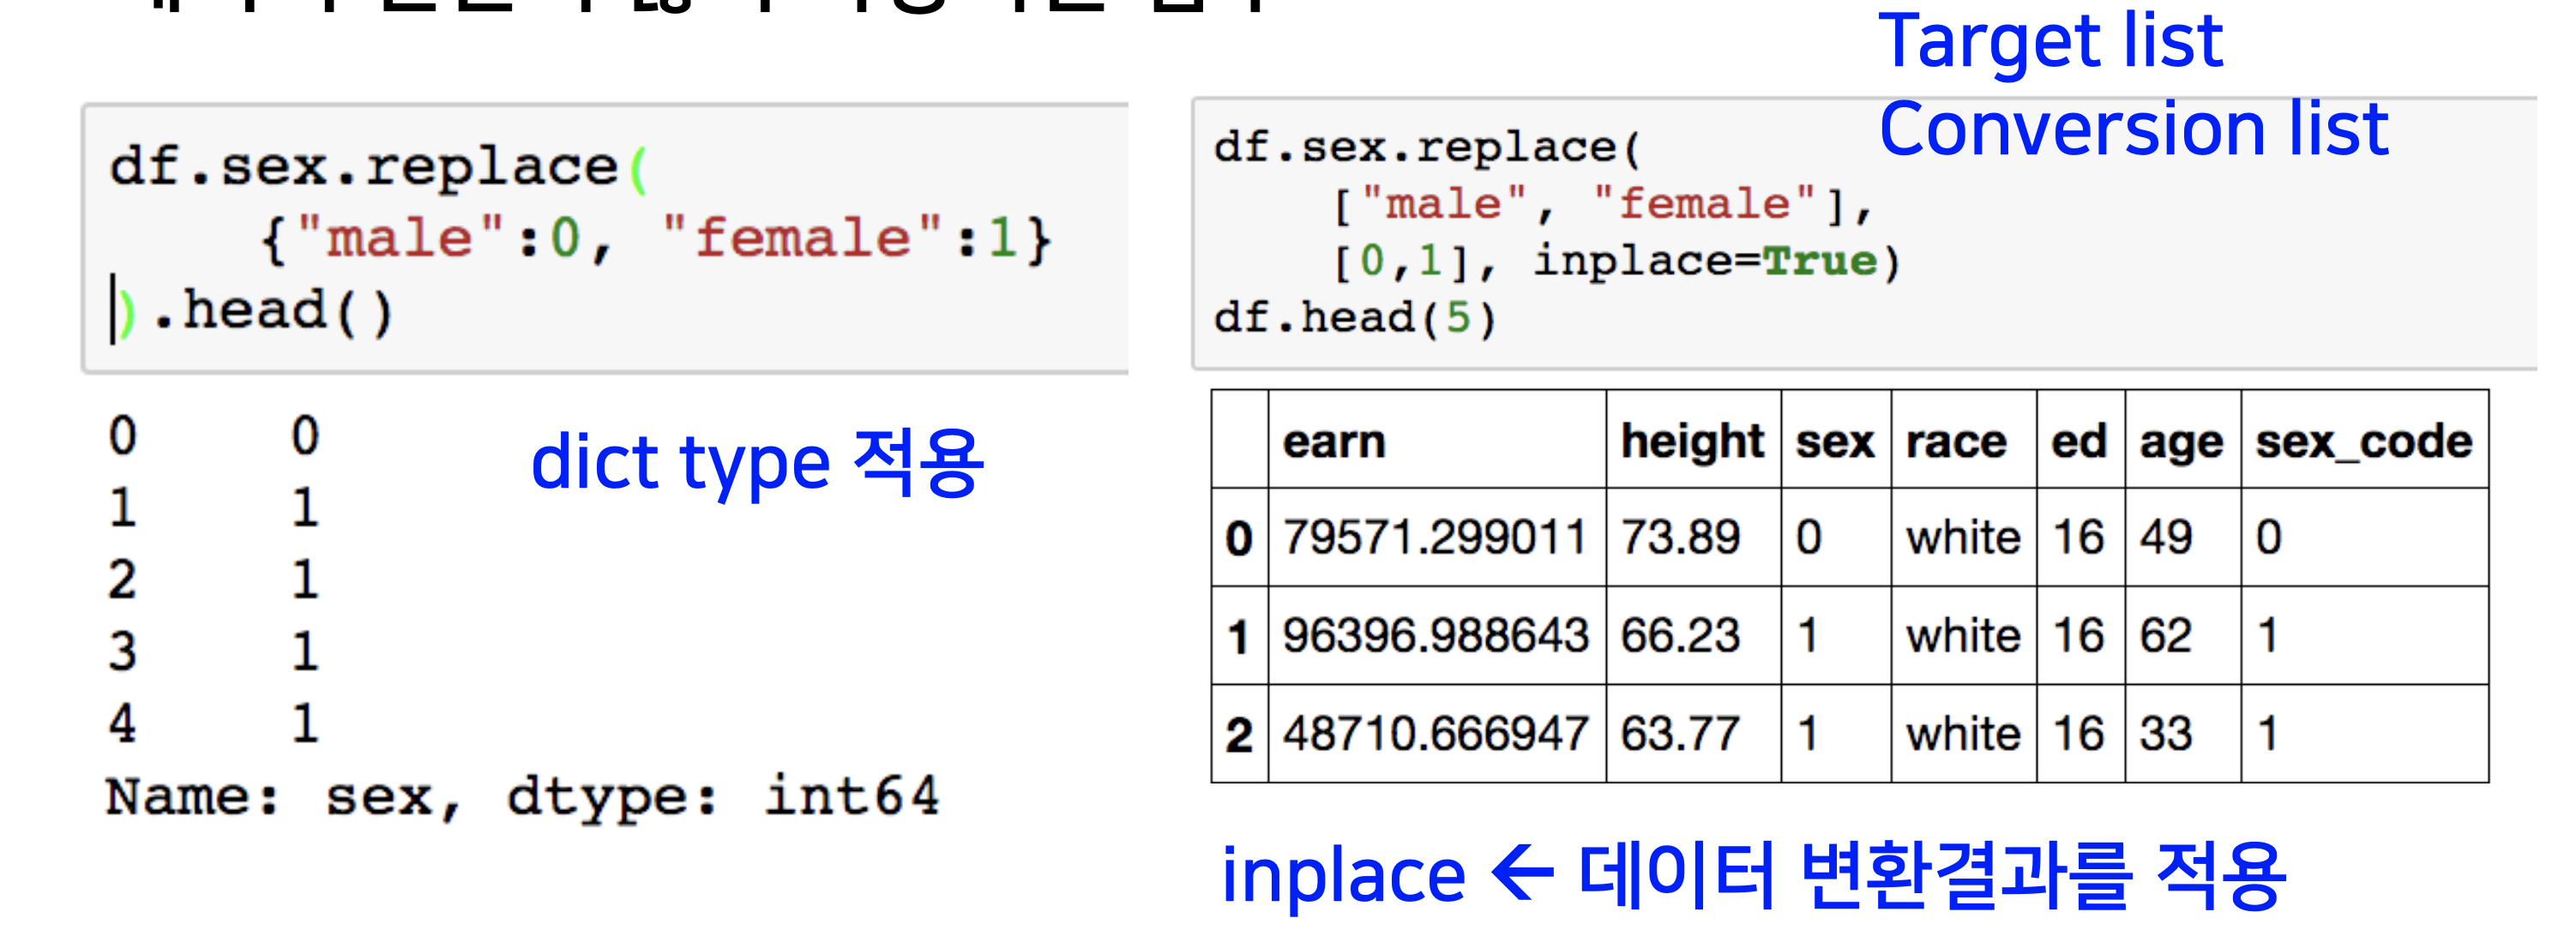 df.sex.replace(
{"male":0, "female":1}
).head()
0 0
1 1
2 1
3 1
4 1
Name: sex, dtype: int64
dict type 적용
Target list
Conversion list
df.sex.replace(
["male", "female"],
[0,1], inplace=True)
df.head(5)
earn height sex race ed age sex_code
0 79571.299011 73.89 0 white 16 49 0
1 96396.988643 66.23 1 white 16 62 1
2 48710.666947 63.77 1 white 16 33 1
inplace ← 데이터 변환결과를 적용